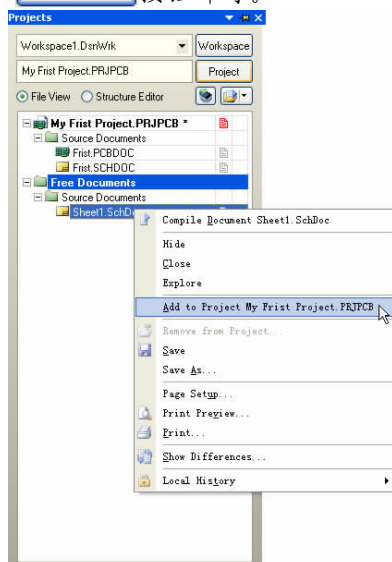 Projects
Workspace1.DsnWrk Workspace
My Frist Project.PRJPCB Project
File View Structure Editor
My Frist Project.PRJPCB *
Source Documents
Frist.PCBDOC
Frist.SCHDOC
Free Documents
Source Documents
Sheet1.SchD
Compile Document Sheet1.SchDoc
Hide
Close
Explore
Add to Project My Frist Project.PRJPCB
Remove from Project...
Save
Save As...
Page Setup...
Print Preview...
Print...
Show Differences...
Local History